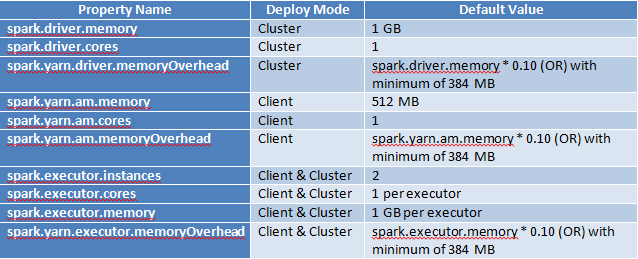 Property Name Deploy Mode Default Value
spark.driver.memory Cluster 1 GB
spark.driver.cores Cluster 1
spark.yarn.driver.memoryOverhead Cluster spark.driver.memory * 0.10 (OR) with
minimum of 384 MB
spark.yarn.am.memory Client 512 MB
spark.yarn.am.cores Client 1
spark.yarn.am.memoryOverhead Client spark.yarn.am.memory * 0.10 (OR) with
minimum of 384 MB
spark.executor.instances Client & Cluster 2
spark.executor.cores Client & Cluster 1 per executor
spark.executor.memory Client & Cluster 1 GB per executor
spark.yarn.executor.memoryOverhead Client & Cluster spark.executor.memory * 0.10 (OR) with
minimum of 384 MB